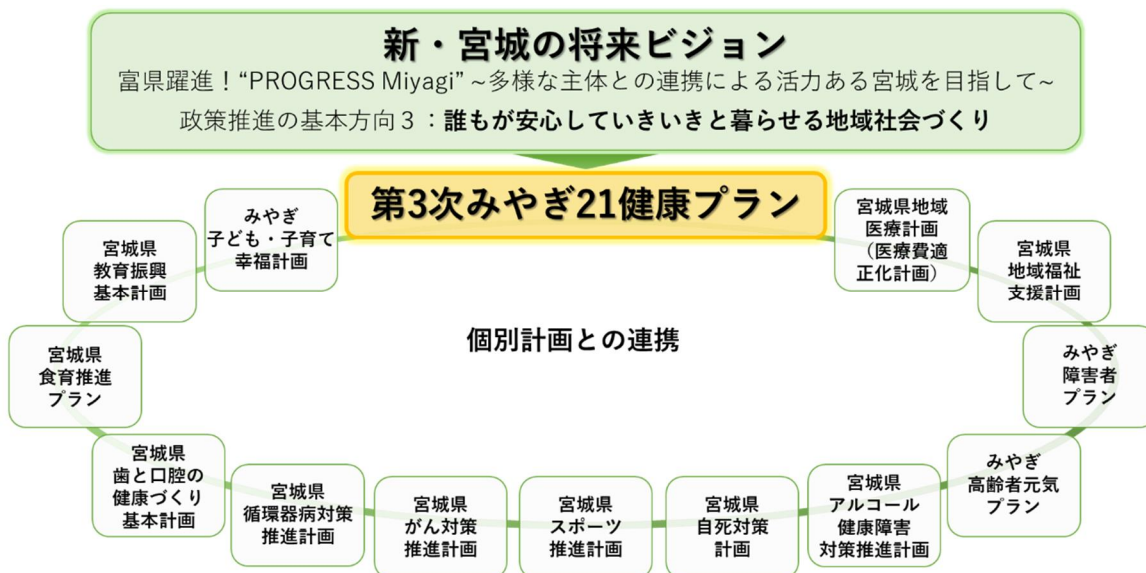 新・宮城の将来ビジョン
富県躍進！“PROGRESS Miyagi” ~多様な主体との連携による活力ある宮城を目指して~
政策推進の基本方向３：誰もが安心していきいきと暮らせる地域社会づくり
第3次みやぎ21健康プラン
みやぎ
子ども・子育て
幸福計画
宮城県地域
医療計画
（医療費適
正化計画）
宮城県
教育振興
基本計画
宮城県
地域福祉
支援計画
個別計画との連携
宮城県
食育推進
プラン
みやぎ
障害者
プラン
宮城県
歯と口腔の
健康づくり
基本計画
宮城県
循環器病対策
推進計画
宮城県
がん対策
推進計画
宮城県
スポーツ
推進計画
宮城県
自死対策
計画
宮城県
アルコール
健康障害
対策推進計画
みやぎ
高齢者元気
プラン